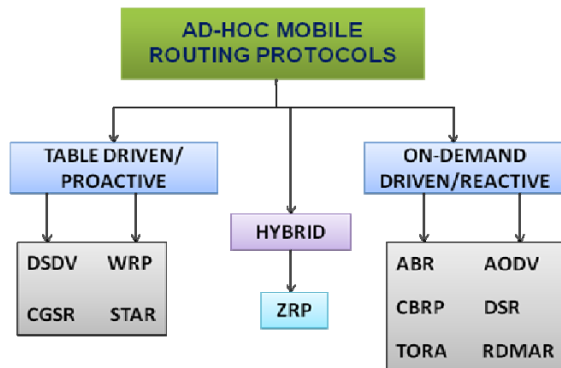 AD-HOC MOBILE
ROUTING PROTOCOLS
TABLE DRIVEN/
PROACTIVE
HYBRID
ON-DEMAND
DRIVEN/REACTIVE
DSDV WRP
CGSR STAR
ZRP
ABR AODV
CBRP DSR
TORA RDMAR